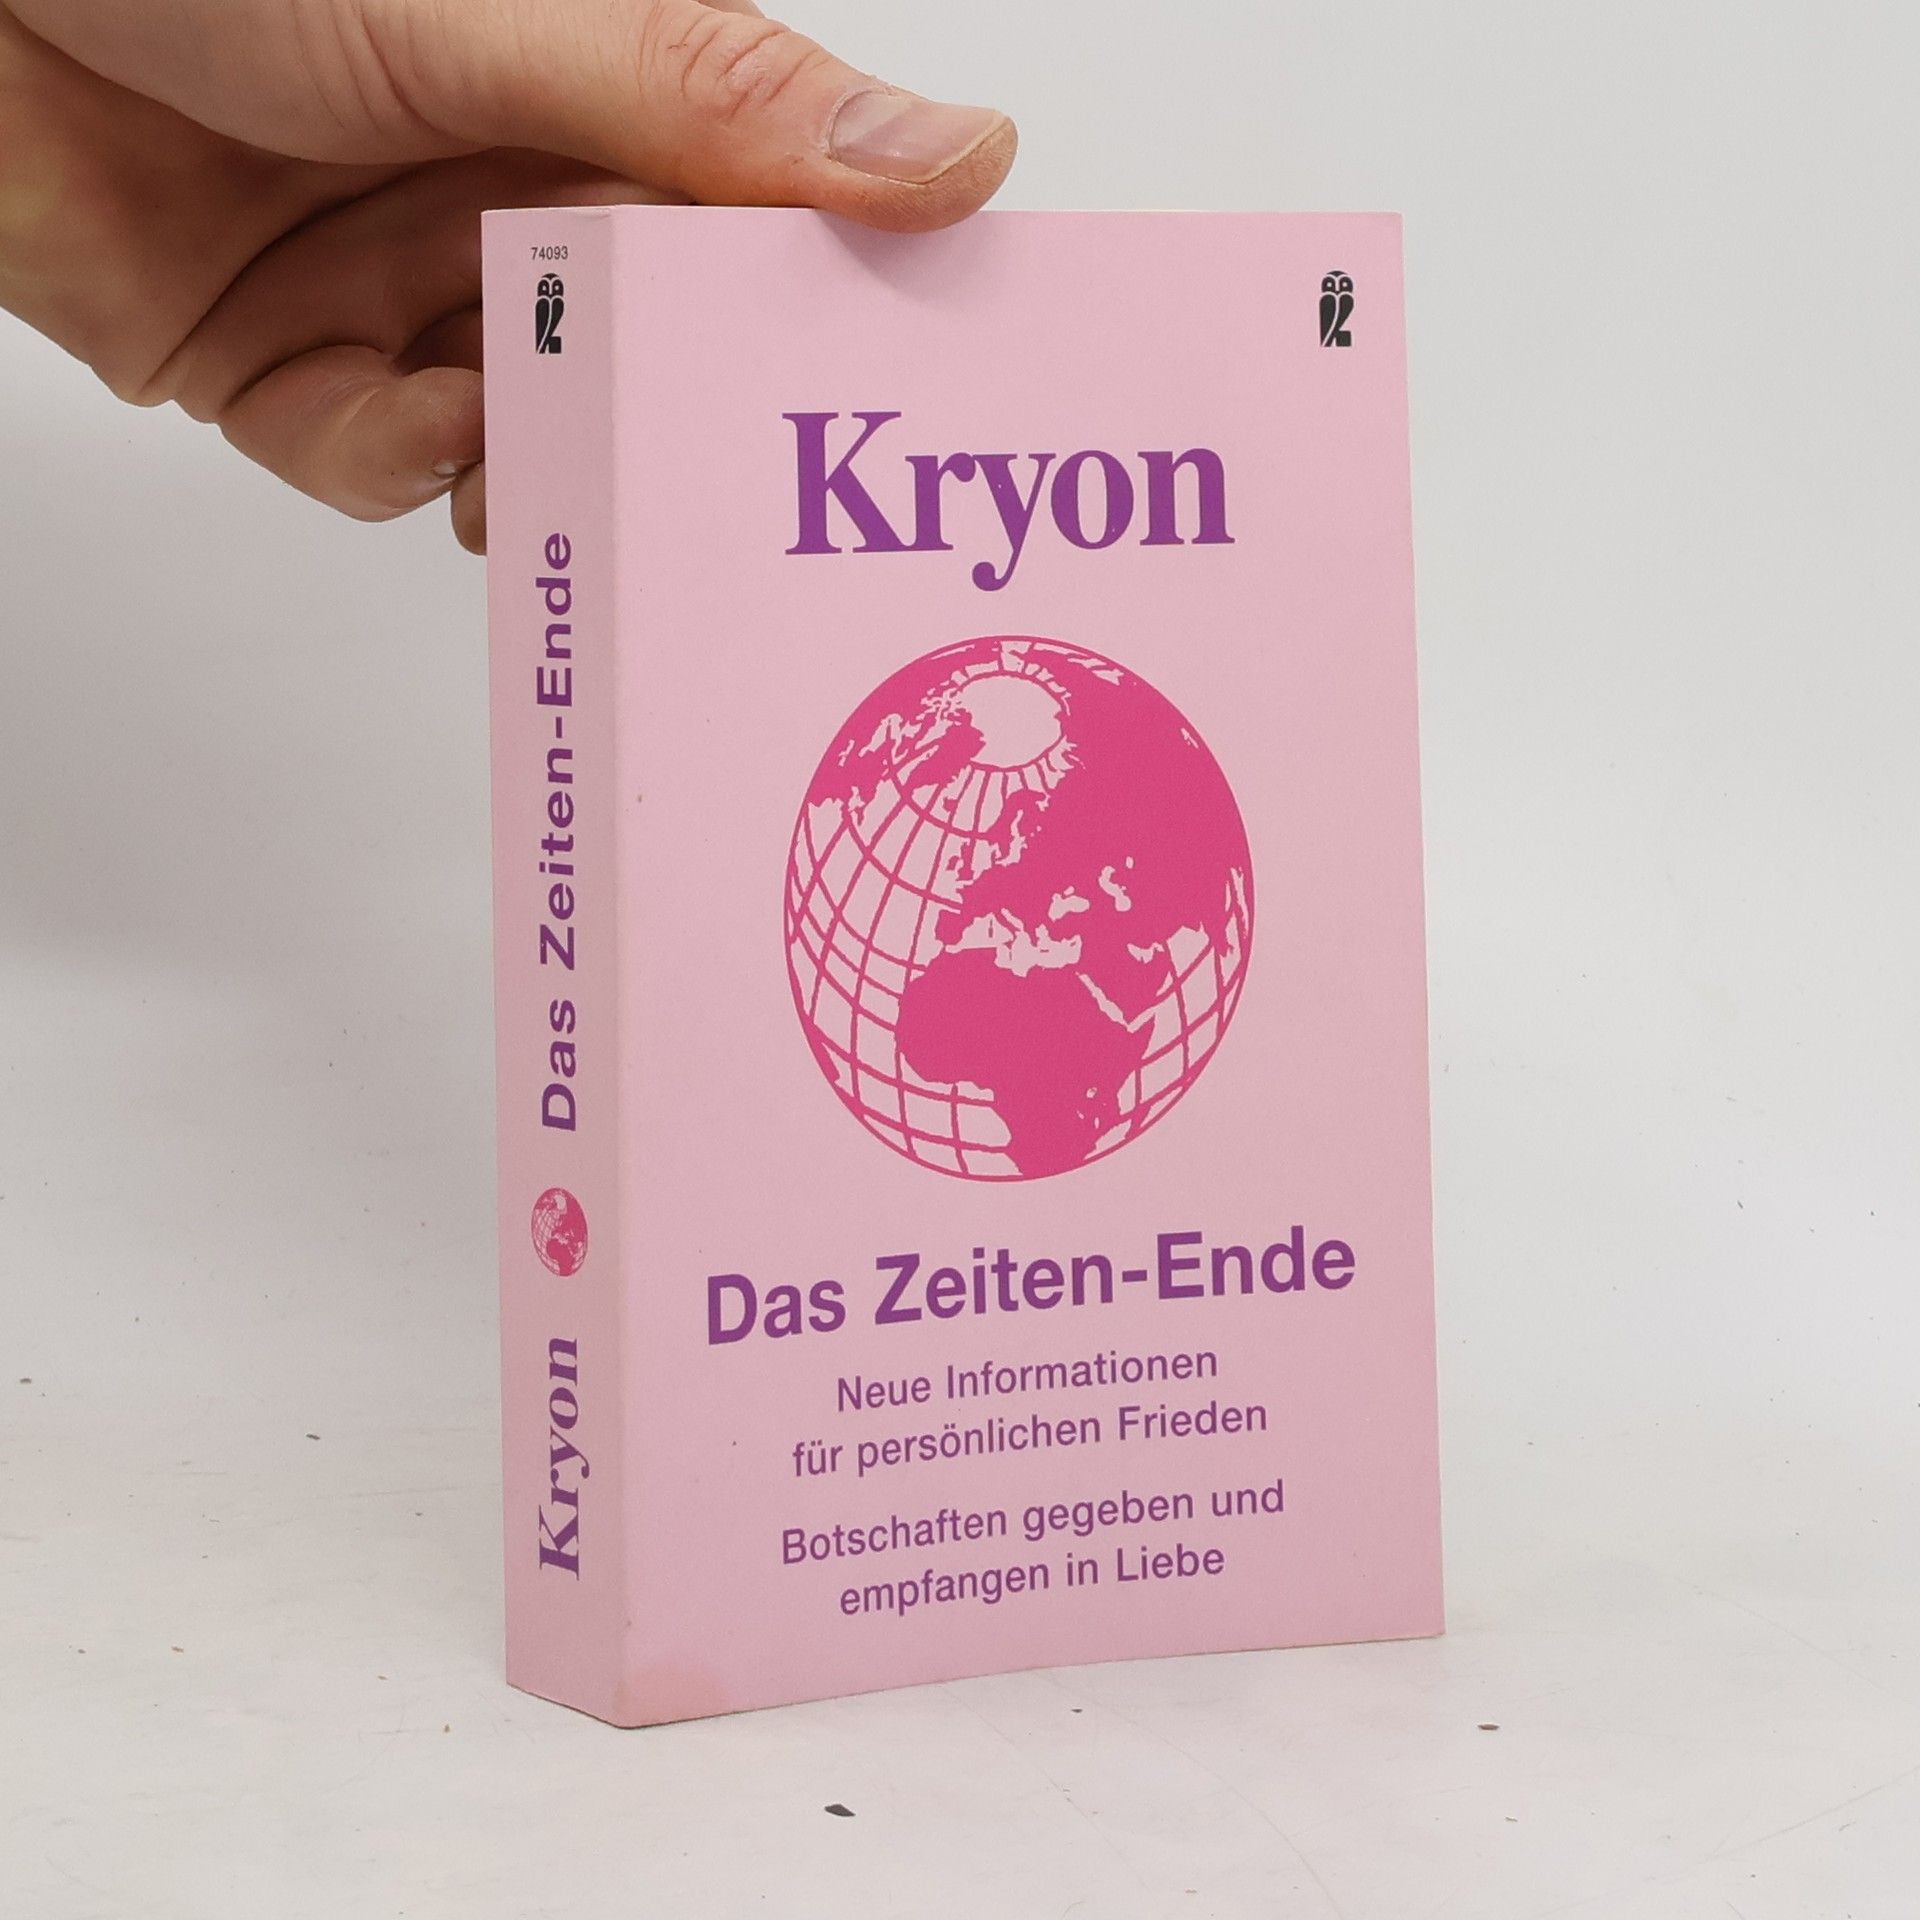 74093
Kryon
Das Zeiten-Ende
Kryon
Das Zeiten-Ende
Neue Informationen
für persönlichen Frieden
Botschaften gegeben und
empfangen in Liebe